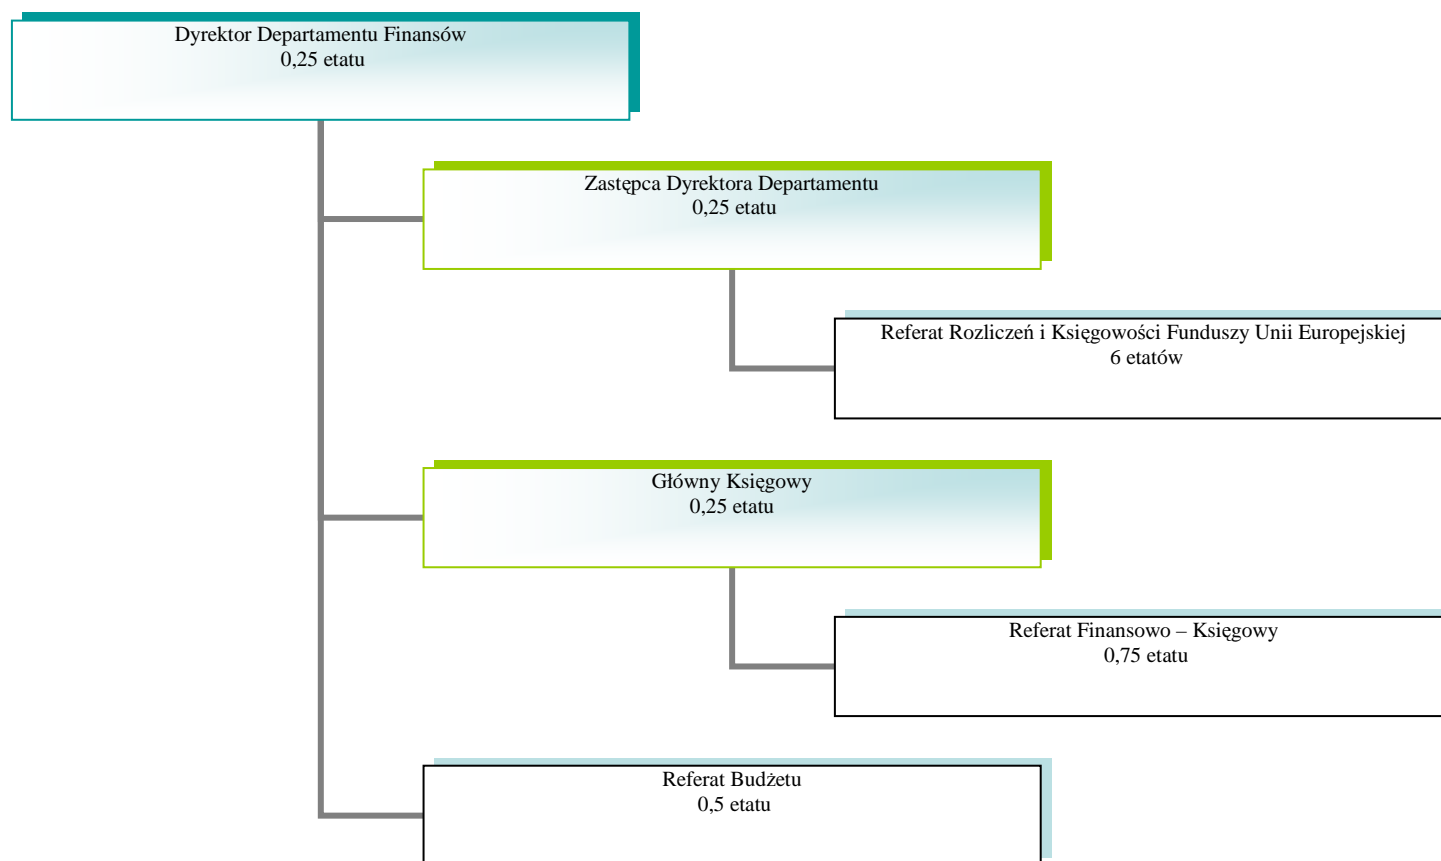 Dyrektor Departamentu Finansów
0,25 etatu
Zastępca Dyrektora Departamentu
0,25 etatu
Referat Rozliczeń i Księgowości Funduszy Unii Europejskiej
6 etatów
Główny Księgowy
0,25 etatu
Referat Finansowo – Księgowy
0,75 etatu
Referat Budżetu
0,5 etatu